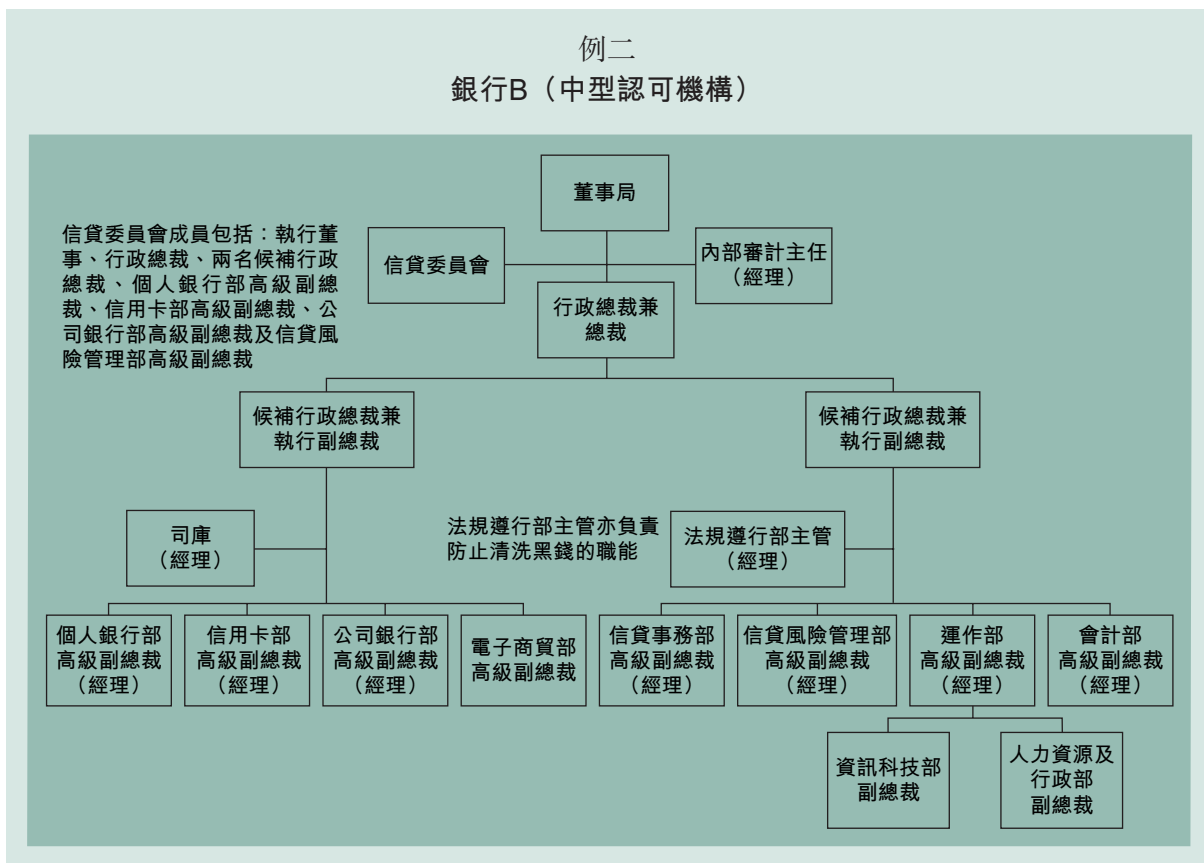 例二
銀行B（中型認可機構）
董事局
信貸委員會成員包括：執行董
事、行政總裁、兩名候補行政
總裁、個人銀行部高級副總
裁、信用卡部高級副總裁、公
司銀行部高級副總裁及信貸風
險管理部高級副總裁
信貸委員會
內部審計主任
（經理）
行政總裁兼
總裁
候補行政總裁兼
執行副總裁
候補行政總裁兼
執行副總裁
司庫
（經理）
法規遵行部主管亦負責
防止清洗黑錢的職能
法規遵行部主管
（經理）
個人銀行部
高級副總裁
（經理）
信用卡部
高級副總裁
（經理）
公司銀行部
高級副總裁
（經理）
電子商貿部
高級副總裁
信貸事務部
高級副總裁
（經理）
信貸風險管理部
高級副總裁
（經理）
運作部
高級副總裁
（經理）
會計部
高級副總裁
（經理）
資訊科技部
副總裁
人力資源及
行政部
副總裁